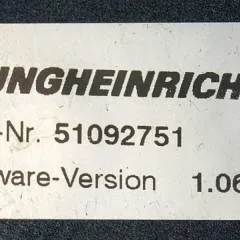 UNGHEINRICH
-Nr. 51092751
ware-Version 1.06